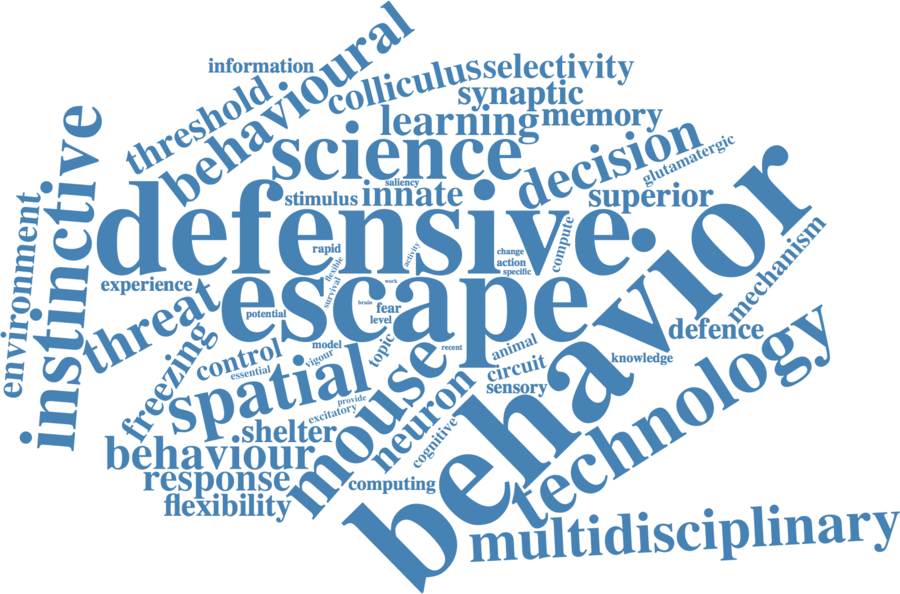 information
behavioural
threshold
colliculus
selectivity
synaptic
learning
memory
science
decision
glutamatergic
instinctive
environment
saliency
stimulus
innate
superior
defensive
behavior
mechanism
rapid
flexible
survival
activity
change
action
specific
compute
experience
escape
threat
potential
work
brain
fear
level
freezing
control
essential
model
vigour
topic
recent
animal
circuit
sensory
defence
knowledge
technology
spatial
mouse
neuron
provide
excitatory
cognitive
shelter
behaviour
response
flexibility
computing
multidisciplinary